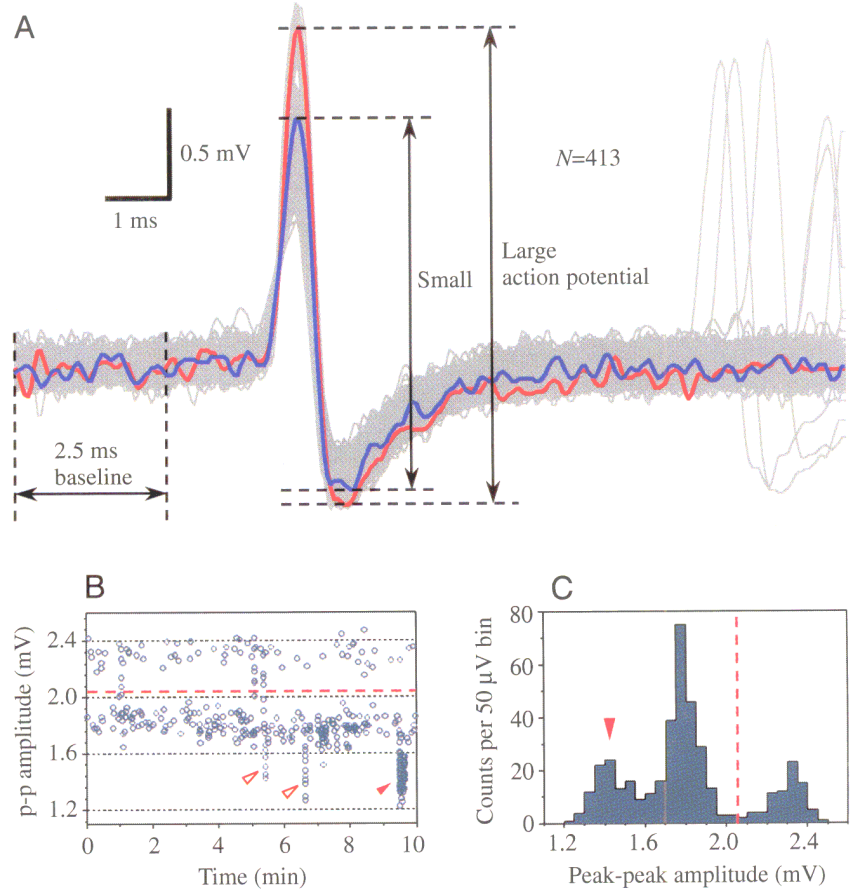 A
0.5 mV
1 ms
N=413
Small
Large
action potential
2.5 ms
baseline
B
p-p amplitude (mV)
2.4
2.0
1.6
1.2
0 2 4 6 8 10
Time (min)
C
Counts per 50 µV bin
80
60
40
20
0
1.2 1.6 2.0 2.4
Peak-peak amplitude (mV)